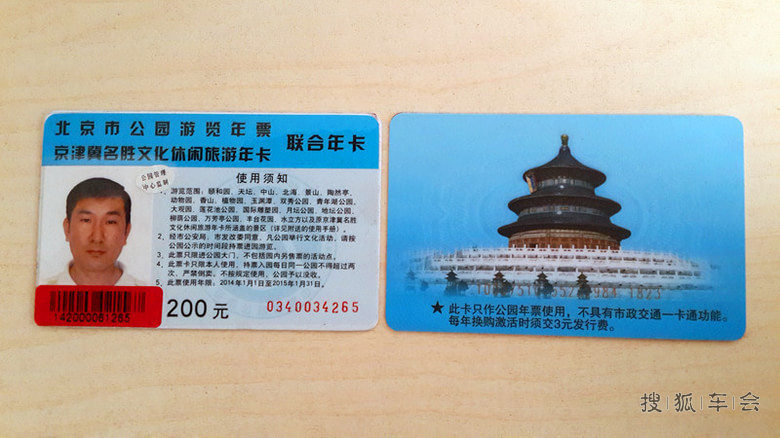 北京市公园游览年票
京津冀名胜文化休闲旅游年卡
联合年卡
公园管理
中心监制
使用须知
1、游览范围：颐和园、天坛、中山、北海、景山、陶然亭、
动物园、香山、植物园、玉渊潭、双秀公园、青年湖公园、
大观园、莲花池公园、国际雕塑园、月坛公园、地坛公园、
柳荫公园、万芳亭公园、丰台花园、水立方以及原京津冀名胜
文化休闲旅游年卡所涵盖的景区（详见附送的使用手册）。
2、经市公安局、市发改委同意，凡公园举行文化活动，请按
公园公示的时间段持票进园游览。
3、此票只限进公园大门，不包括园内另售票的活动点。
4、此卡只限本人使用，持票入园每日同一公园不得超过两
次，严禁倒卖，不按规定使用，公园予以没收。
5、此票使用年限：2014年1月1日至2015年1月31日。
142000061265
200元
0340034265
★ 此卡只作公园年票使用，不具有市政交通一卡通功能。
每年换购激活时须交3元发行费。
搜狐车会